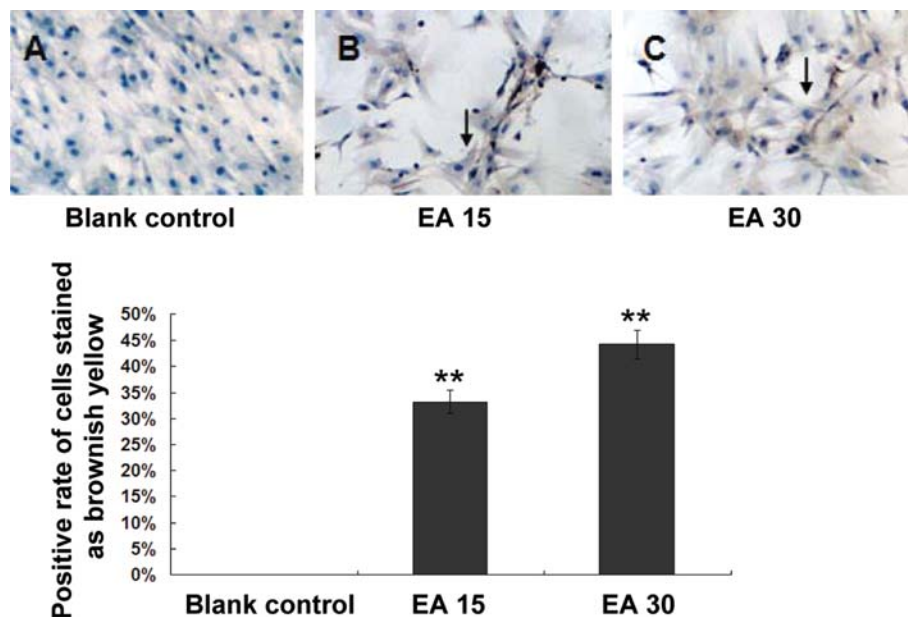 A
B
C
Blank control
EA 15
EA 30
Positive rate of cells stained
as brownish yellow
50%
45%
40%
35%
30%
25%
20%
15%
10%
5%
0%
**
**
Blank control
EA 15
EA 30